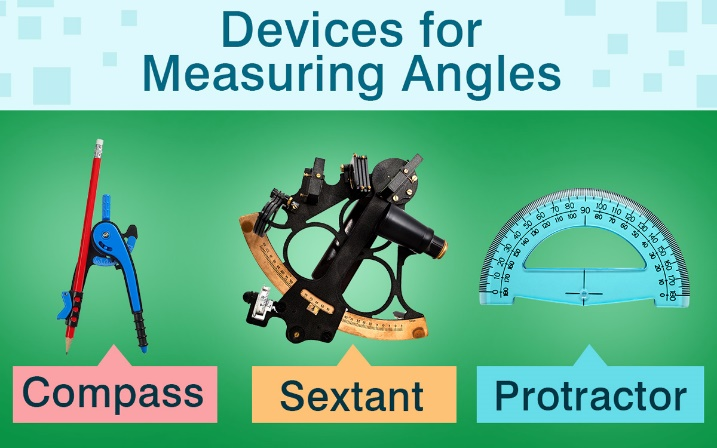 Devices for
Measuring Angles
Compass
Sextant
Protractor